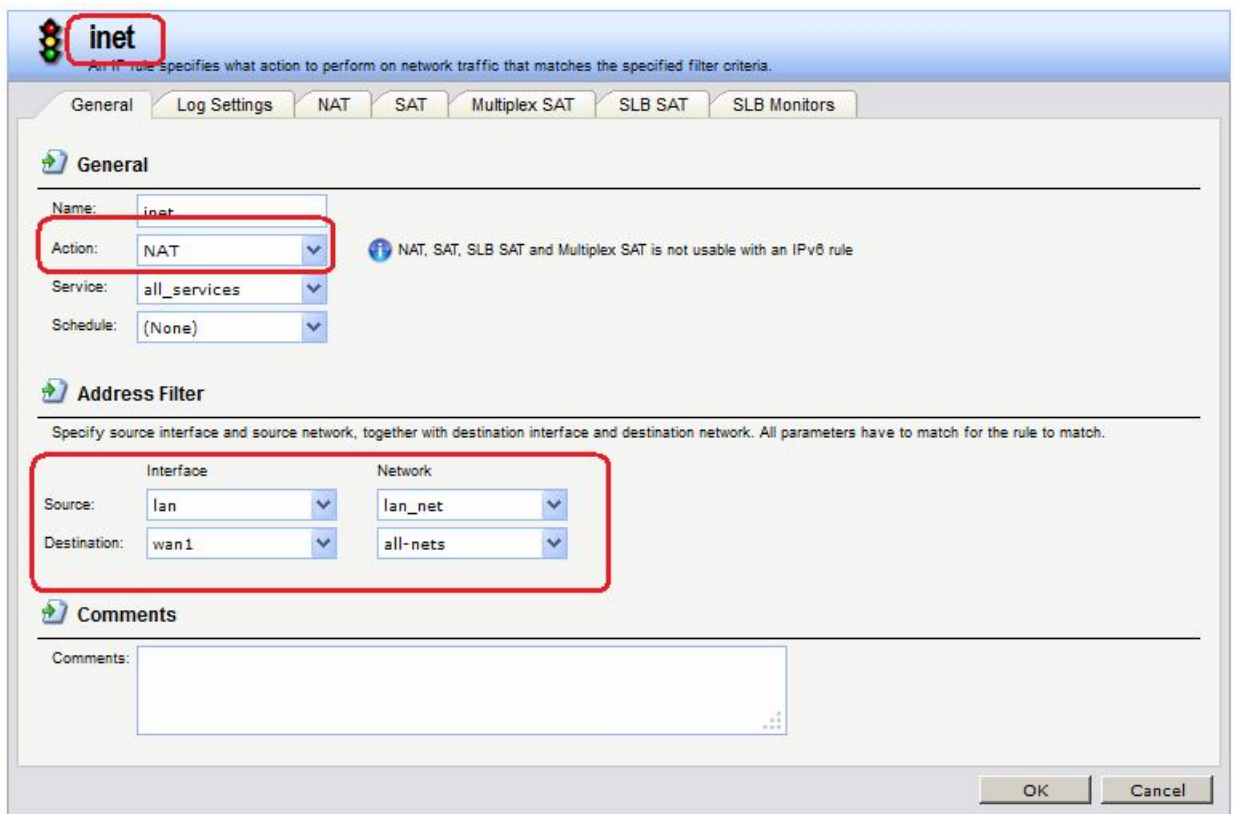 inet
An IP rule specifies what action to perform on network traffic that matches the specified filter criteria.
General Log Settings NAT SAT Multiplex SAT SLB SAT SLB Monitors
General
Name: inet
Action: NAT NAT, SAT, SLB SAT and Multiplex SAT is not usable with an IPv6 rule
Service: all_services
Schedule: (None)
Address Filter
Specify source interface and source network, together with destination interface and destination network. All parameters have to match for the rule to match.
Interface Network
Source: lan lan_net
Destination: wan1 all-nets
Comments
Comments:
OK Cancel